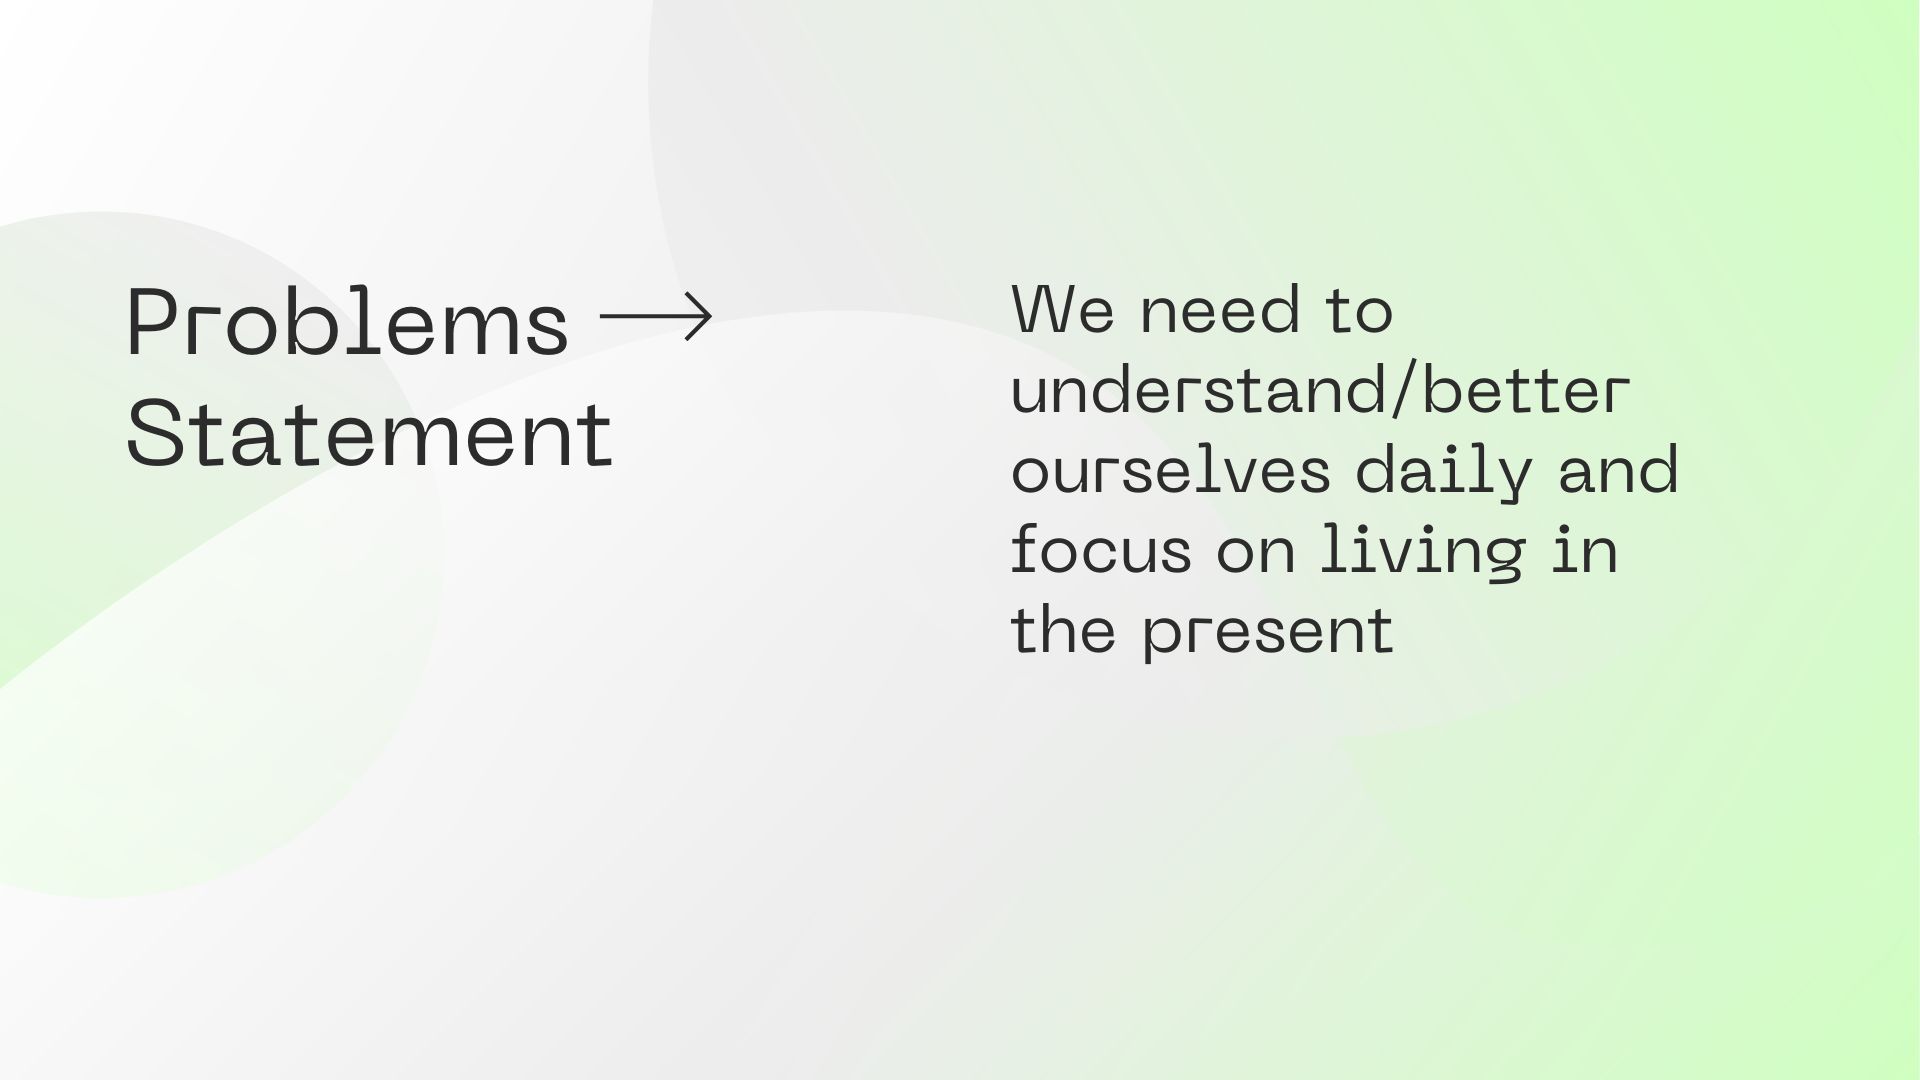 Problems →
Statement
We need to
understand/better
ourselves daily and
focus on living in
the present